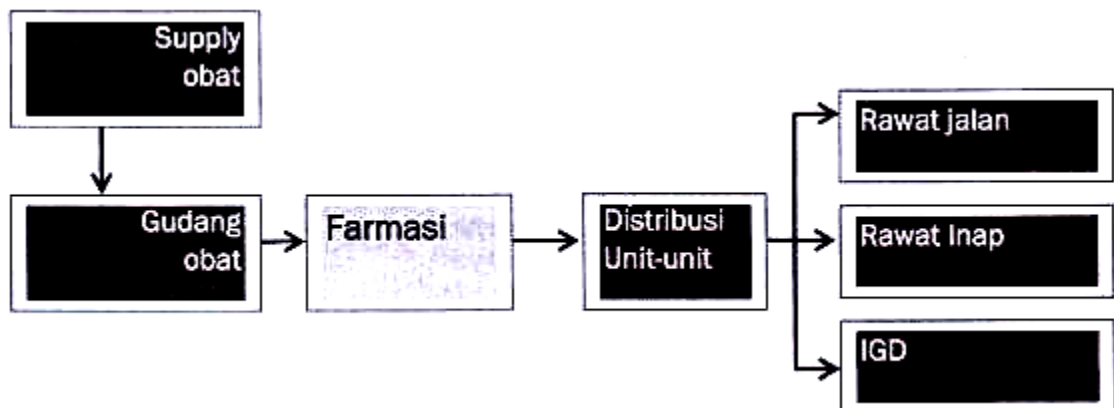 Supply
obat
Gudang
obat
Farmasi
Distribusi
Unit-unit
Rawat jalan
Rawat Inap
IGD